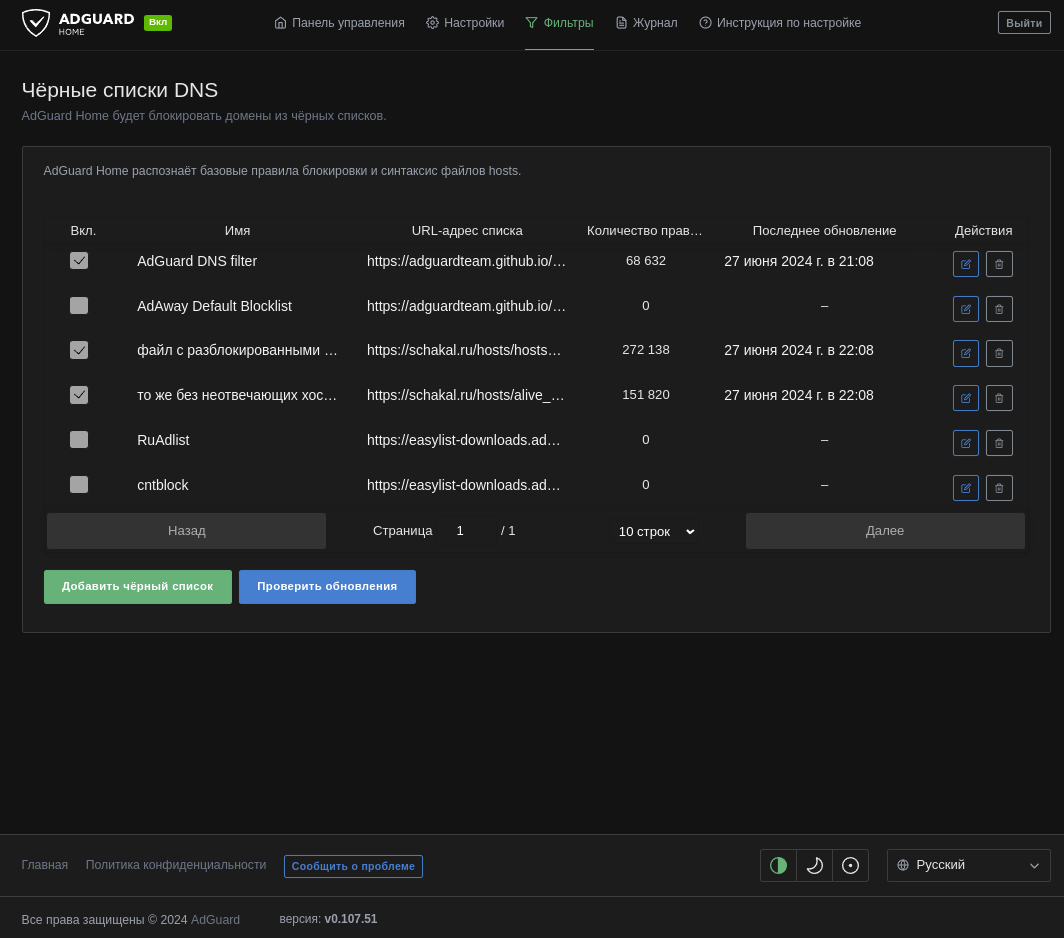 ADGUARD
HOME
Вкл
Панель управления
Настройки
Фильтры
Журнал
Инструкция по настройке
Выйти
Чёрные списки DNS
AdGuard Home будет блокировать домены из чёрных списков.
AdGuard Home распознаёт базовые правила блокировки и синтаксис файлов hosts.
Вкл. Имя URL-адрес списка Количество прав… Последнее обновление Действия
AdGuard DNS filter https://adguardteam.github.io/… 68 632 27 июня 2024 г. в 21:08
AdAway Default Blocklist https://adguardteam.github.io/… 0 –
файл с разблокированными … https://schakal.ru/hosts/hosts… 272 138 27 июня 2024 г. в 22:08
то же без неотвечающих хос… https://schakal.ru/hosts/alive_… 151 820 27 июня 2024 г. в 22:08
RuAdlist https://easylist-downloads.ad… 0 –
cntblock https://easylist-downloads.ad… 0 –
Назад Страница 1 / 1 10 строк Далее
Добавить чёрный список Проверить обновления
Главная Политика конфиденциальности Сообщить о проблеме Русский
Все права защищены © 2024 AdGuard версия: v0.107.51